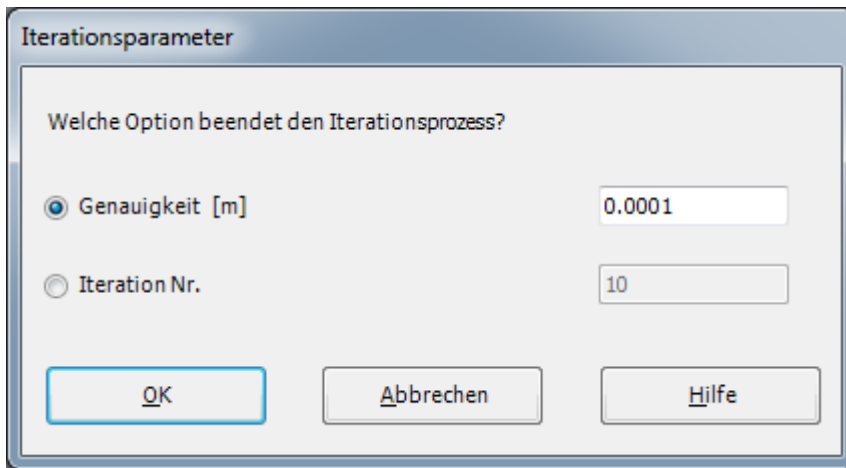 Iterationsparameter
Welche Option beendet den Iterationsprozess?
Genauigkeit [m] 0.0001
Iteration Nr. 10
OK Abbrechen Hilfe